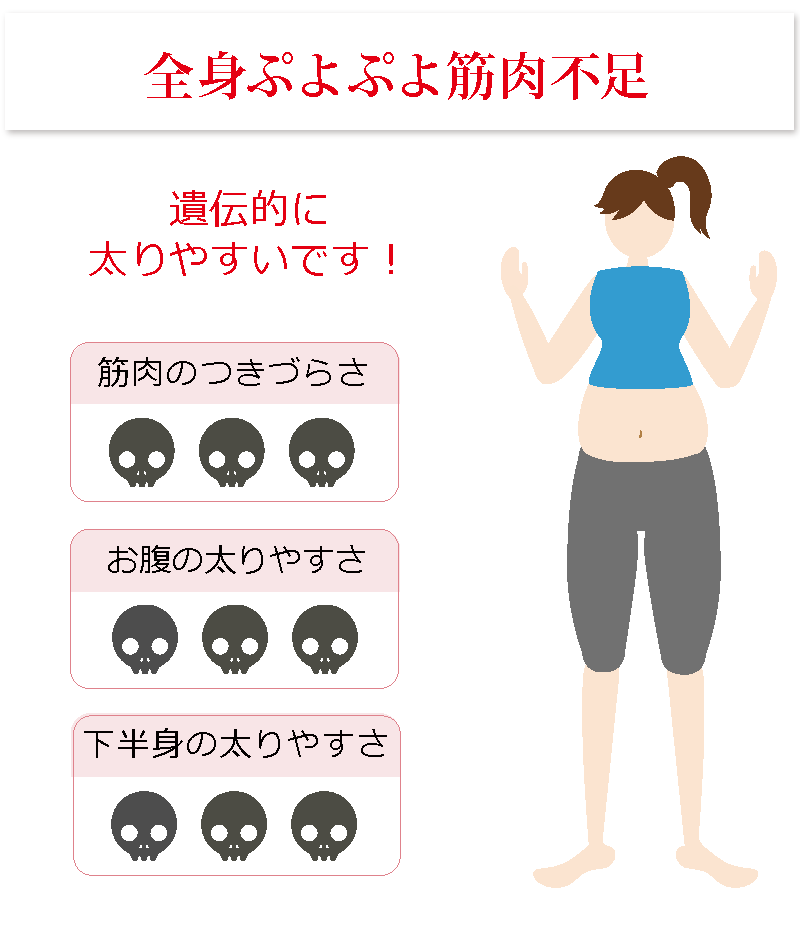 全身ぷよぷよ筋肉不足
遺伝的に
太りやすいです！
筋肉のつきづらさ
お腹の太りやすさ
下半身の太りやすさ